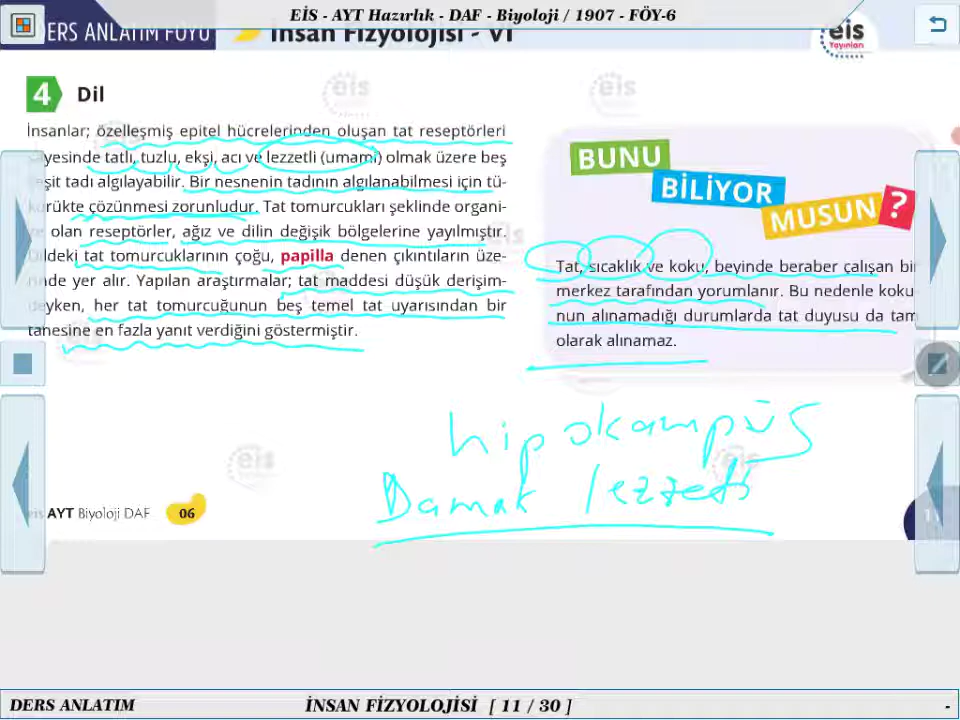 EİS - AYT Hazırlık - DAF - Biyoloji / 1907 - FÖY-6
DERS ANLATIM FÖYÜ
İnsan Fizyolojisi - VI
eis
Yayınları
4 Dil
İnsanlar; özelleşmiş epitel hücrelerinden oluşan tat reseptörleri
sayesinde tatlı, tuzlu, ekşi, acı ve lezzetli (umami) olmak üzere beş
çeşit tadı algılayabilir. Bir nesnenin tadının algılanabilmesi için tü-
kürükte çözünmesi zorunludur. Tat tomurcukları şeklinde organi-
olan reseptörler, ağız ve dilin değişik bölgelerine yayılmıştır.
Dildeki tat tomurcuklarının çoğu, papilla denen çıkıntıların üze-
rinde yer alır. Yapılan araştırmalar; tat maddesi düşük derişim-
deyken, her tat tomurcuğunun beş temel tat uyarısından bir
tanesine en fazla yanıt verdiğini göstermiştir.
BUNU
BİLİYOR
MUSUN ?
Tat, sıcaklık ve koku, beyinde beraber çalışan bir
merkez tarafından yorumlanır. Bu nedenle koku-
nun alınamadığı durumlarda tat duyusu da tam
olarak alınamaz.
hipokampüs
Damak lezzeti
eis AYT Biyoloji DAF 06
DERS ANLATIM
İNSAN FİZYOLOJİSİ [ 11 / 30 ]
-